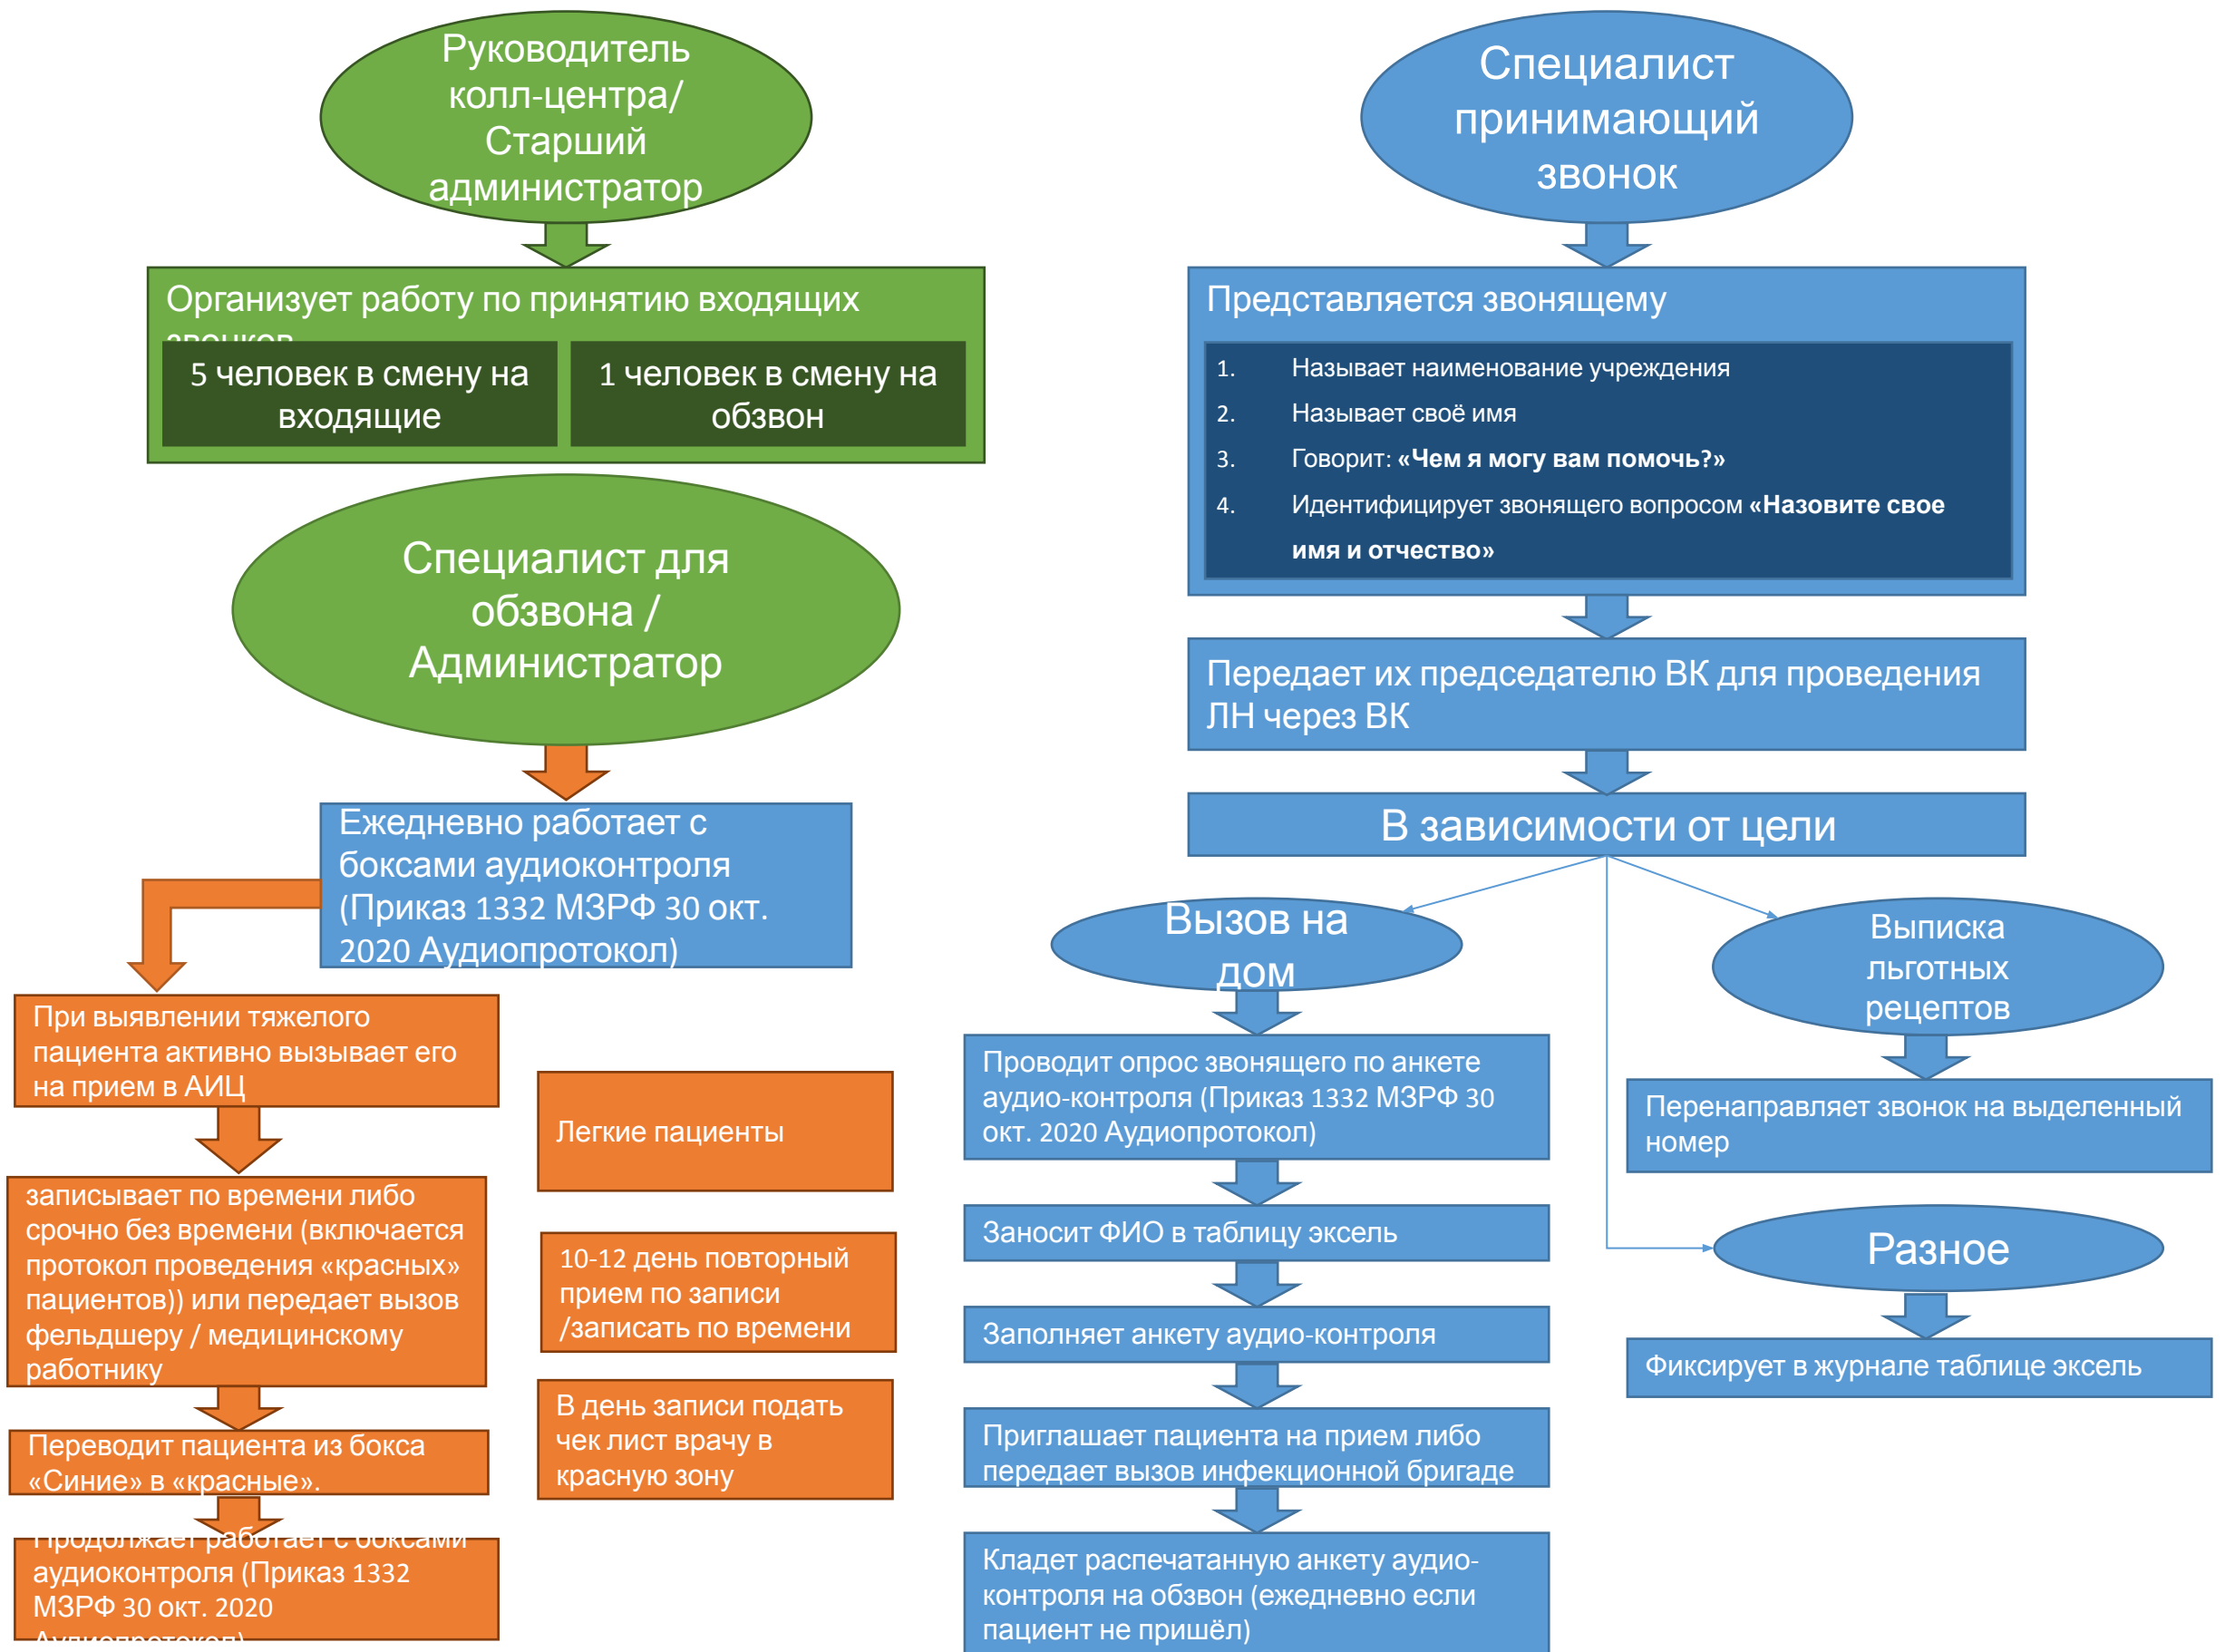 Руководитель
колл-центра/
Старший
администратор
Организует работу по принятию входящих
звонков
5 человек в смену на
входящие
1 человек в смену на
обзвон
Специалист для
обзвона /
Администратор
Ежедневно работает с
боксами аудиоконтроля
(Приказ 1332 МЗРФ 30 окт.
2020 Аудиопротокол)
При выявлении тяжелого
пациента активно вызывает его
на прием в АИЦ
записывает по времени либо
срочно без времени (включается
протокол проведения «красных»
пациентов)) или передает вызов
фельдшеру / медицинскому
работнику
Переводит пациента из бокса
«Синие» в «красные».
Продолжает работает с боксами
аудиоконтроля (Приказ 1332
МЗРФ 30 окт. 2020
Аудиопротокол)
Легкие пациенты
10-12 день повторный
прием по записи
/записать по времени
В день записи подать
чек лист врачу в
красную зону
Специалист
принимающий
звонок
Представляется звонящему
1. Называет наименование учреждения
2. Называет своё имя
3. Говорит: «Чем я могу вам помочь?»
4. Идентифицирует звонящего вопросом «Назовите свое
имя и отчество»
Передает их председателю ВК для проведения
ЛН через ВК
В зависимости от цели
Вызов на
дом
Проводит опрос звонящего по анкете
аудио-контроля (Приказ 1332 МЗРФ 30
окт. 2020 Аудиопротокол)
Заносит ФИО в таблицу эксель
Заполняет анкету аудио-контроля
Приглашает пациента на прием либо
передает вызов инфекционной бригаде
Кладет распечатанную анкету аудио-
контроля на обзвон (ежедневно если
пациент не пришёл)
Выписка
льготных
рецептов
Перенаправляет звонок на выделенный
номер
Разное
Фиксирует в журнале таблице эксель